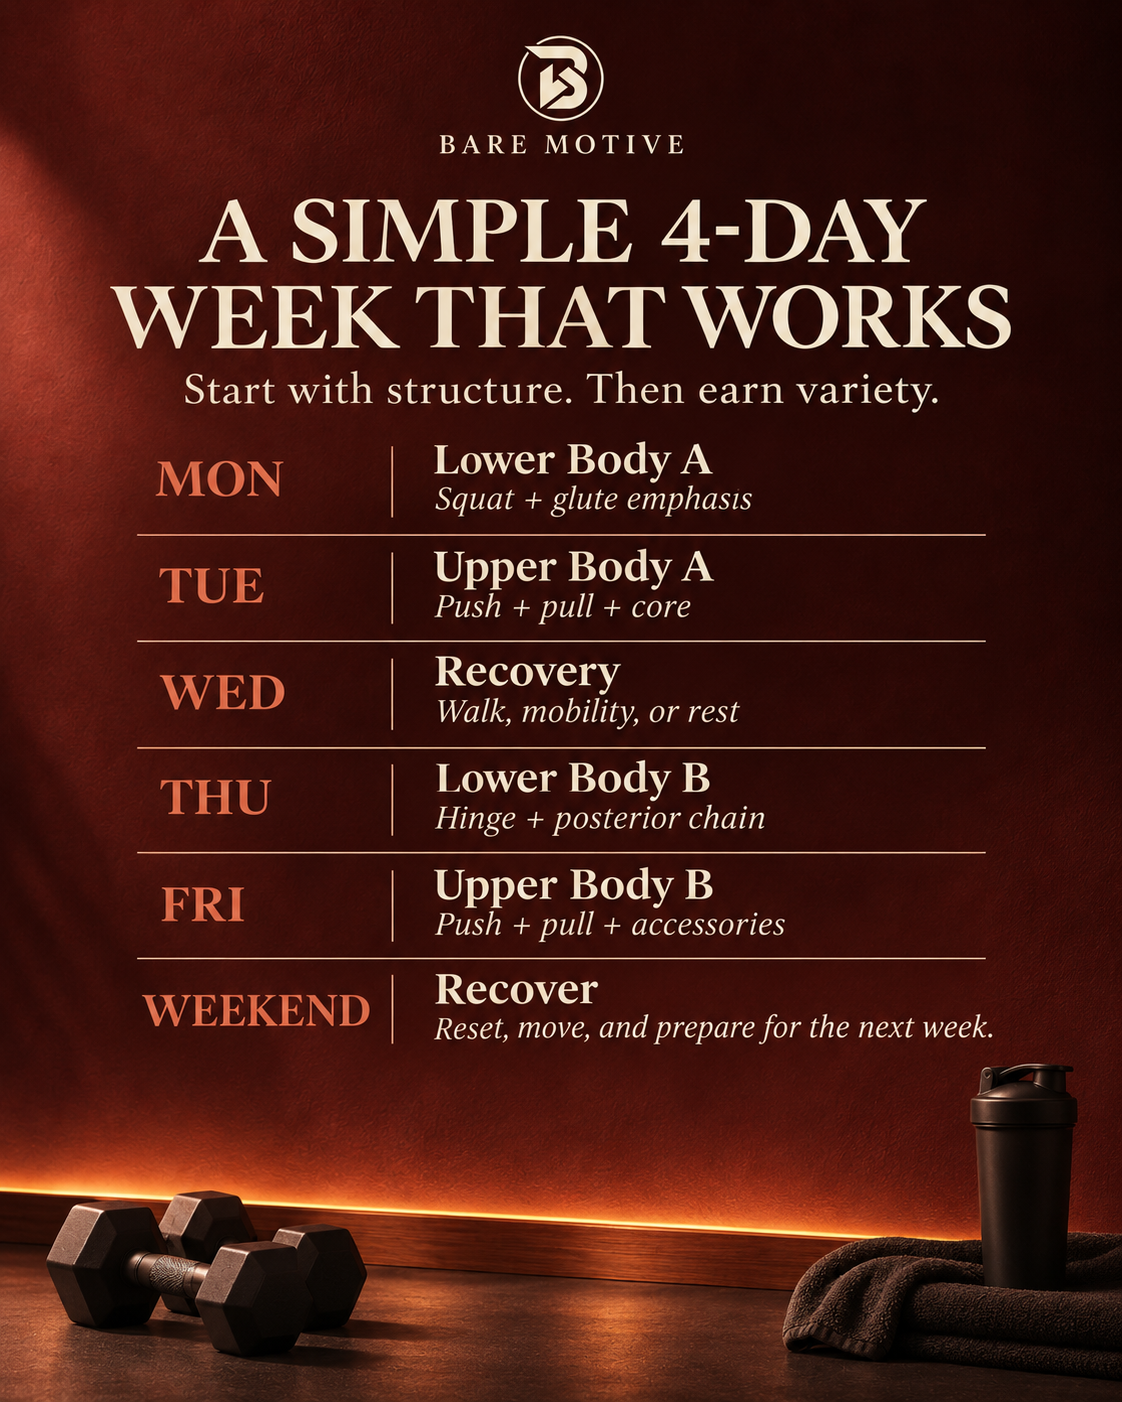 BARE MOTIVE
A SIMPLE 4-DAY
WEEK THAT WORKS
Start with structure. Then earn variety.
MON
Lower Body A
Squat + glute emphasis
TUE
Upper Body A
Push + pull + core
WED
Recovery
Walk, mobility, or rest
THU
Lower Body B
Hinge + posterior chain
FRI
Upper Body B
Push + pull + accessories
WEEKEND
Recover
Reset, move, and prepare for the next week.